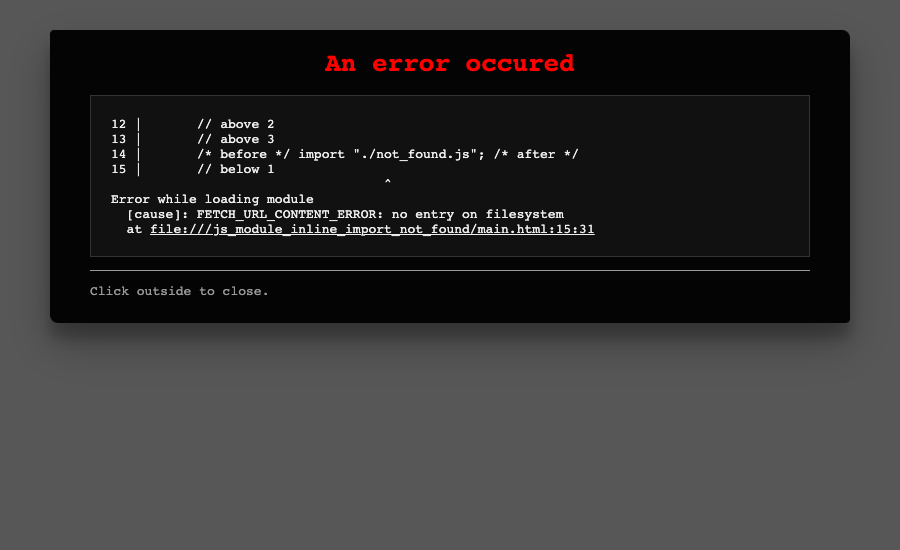 An error occured
12 |       // above 2
13 |       // above 3
14 |       /* before */ import "./not_found.js"; /* after */
15 |       // below 1
                                   ^
Error while loading module
  [cause]: FETCH_URL_CONTENT_ERROR: no entry on filesystem
  at file:///js_module_inline_import_not_found/main.html:15:31
Click outside to close.